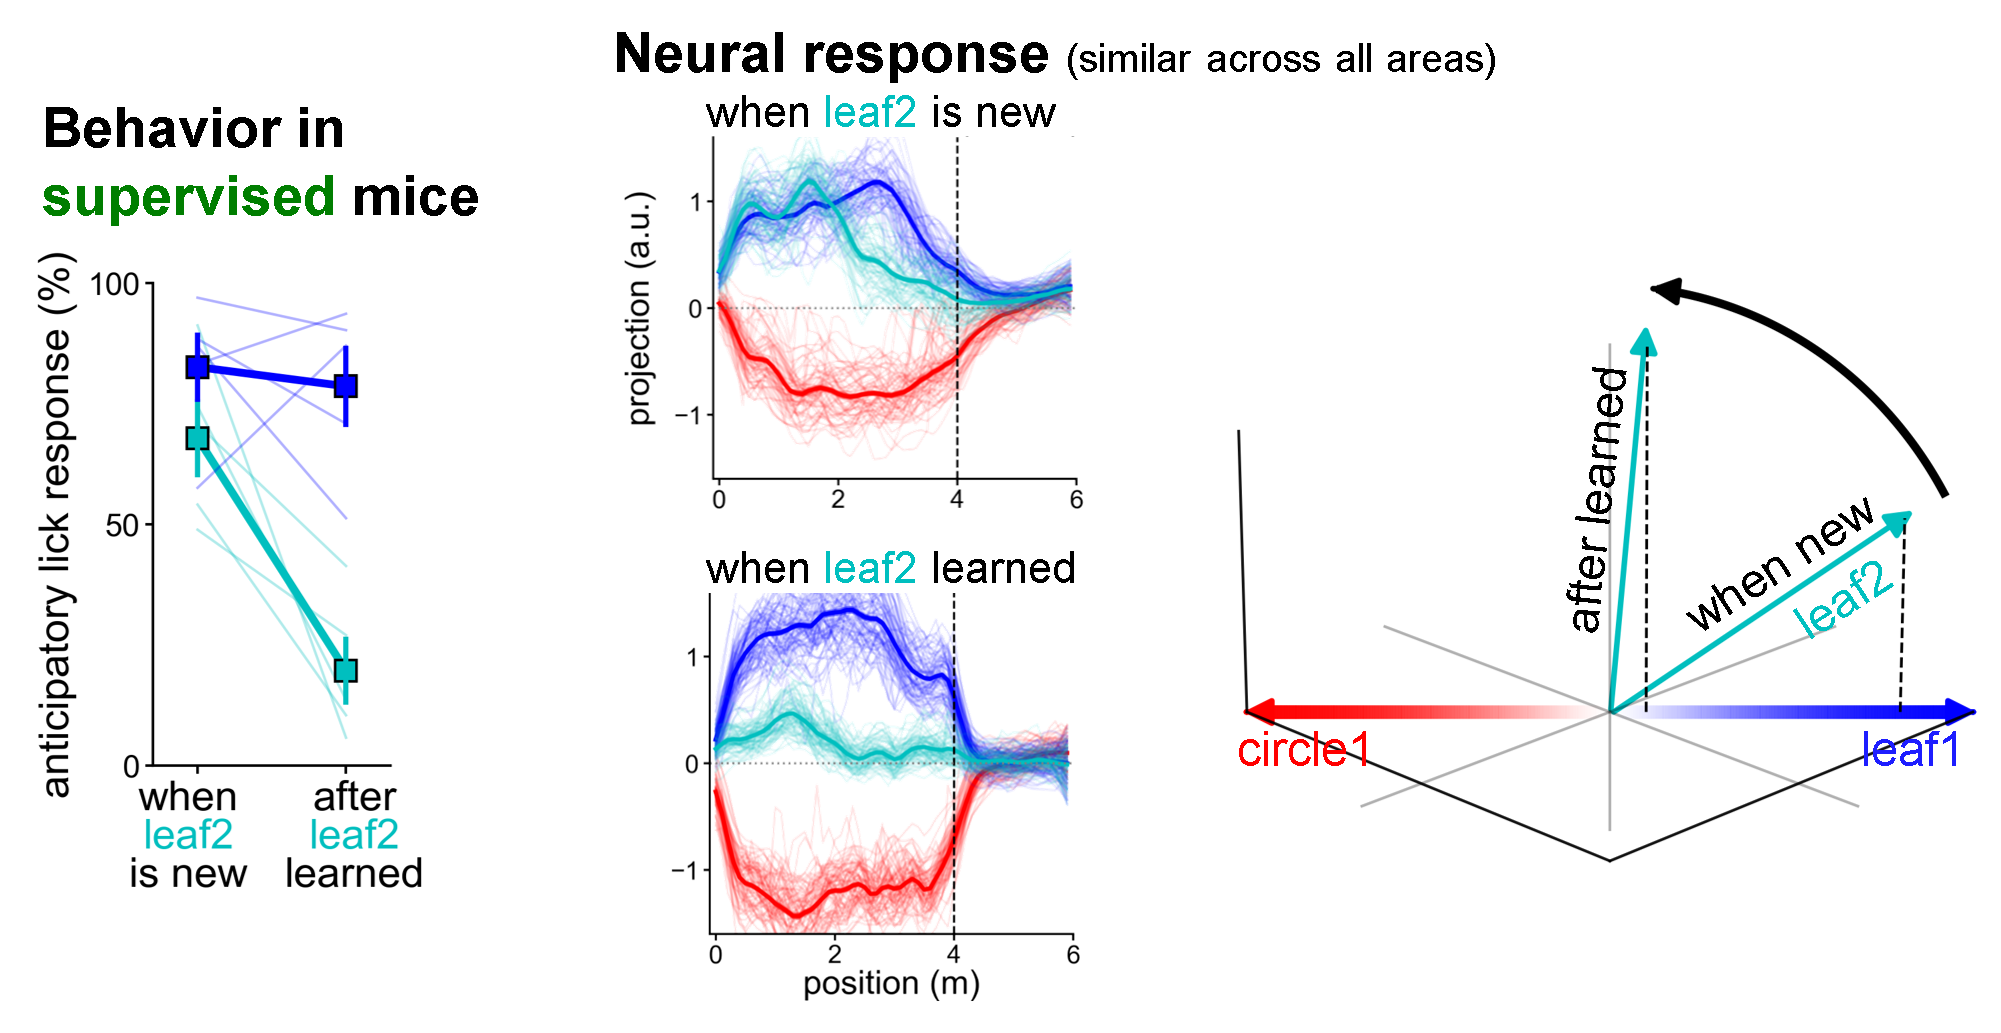 Neural response (similar across all areas)
Behavior in
supervised mice
anticipatory lick response (%)
100
50
0
when
leaf2
is new
after
leaf2
learned
when leaf2 is new
projection (a.u.)
1
0
−1
0
2
4
6
when leaf2 learned
1
0
−1
0
2
4
6
position (m)
after learned
when new
leaf2
circle1
leaf1